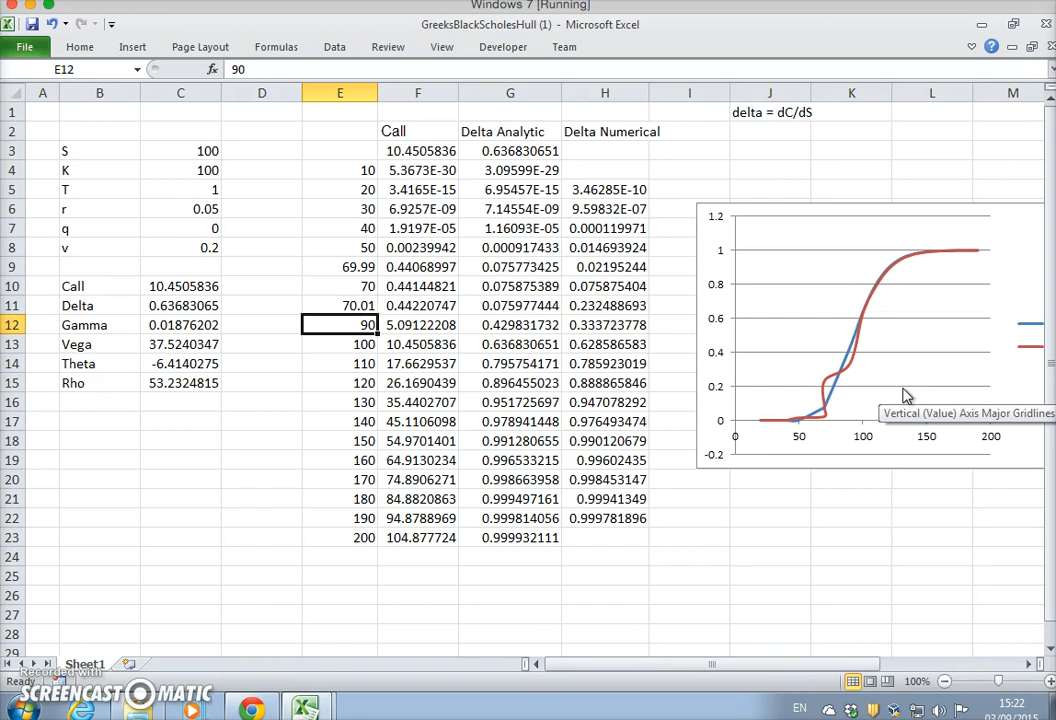 Windows 7 [Running]
GreeksBlackScholesHull (1) - Microsoft Excel
File Home Insert Page Layout Formulas Data Review View Developer Team
E12 fx 90
A B C D E F G H I J K L M
1 delta = dC/dS
2 Call Delta Analytic Delta Numerical
3 S 100 10.4505836 0.636830651
4 K 100 10 5.3673E-30 3.09599E-29
5 T 1 20 3.4165E-15 6.95457E-15 3.46285E-10
6 r 0.05 30 6.9257E-09 7.14554E-09 9.59832E-07
7 q 0 40 1.9197E-05 1.16093E-05 0.000119971
8 v 0.2 50 0.00239942 0.000917433 0.014693924
9 69.99 0.44068997 0.075773425 0.02195244
10 Call 10.4505836 70 0.44144821 0.075875389 0.075875404
11 Delta 0.63683065 70.01 0.44220747 0.075977444 0.232488693
12 Gamma 0.01876202 90 5.09122208 0.429831732 0.333723778
13 Vega 37.5240347 100 10.4505836 0.636830651 0.628586583
14 Theta -6.4140275 110 17.6629537 0.795754171 0.785923019
15 Rho 53.2324815 120 26.1690439 0.896455023 0.888865846
16 130 35.4402707 0.951725697 0.947078292
17 140 45.1106098 0.978941448 0.976493474
18 150 54.9701401 0.991280655 0.990120679
19 160 64.9130234 0.996533215 0.99602435
20 170 74.8906271 0.998663958 0.998453147
21 180 84.8820863 0.999497161 0.99941349
22 190 94.8788969 0.999814056 0.999781896
23 200 104.877724 0.999932111
24
25
26
27
28
29
1.2
1
0.8
0.6
0.4
0.2
0
-0.2
0 50 100 150 200
Vertical (Value) Axis Major Gridlines
Sheet1
Ready 100%
Recorded with
SCREENCAST MATIC
EN
15:22
03/09/2015